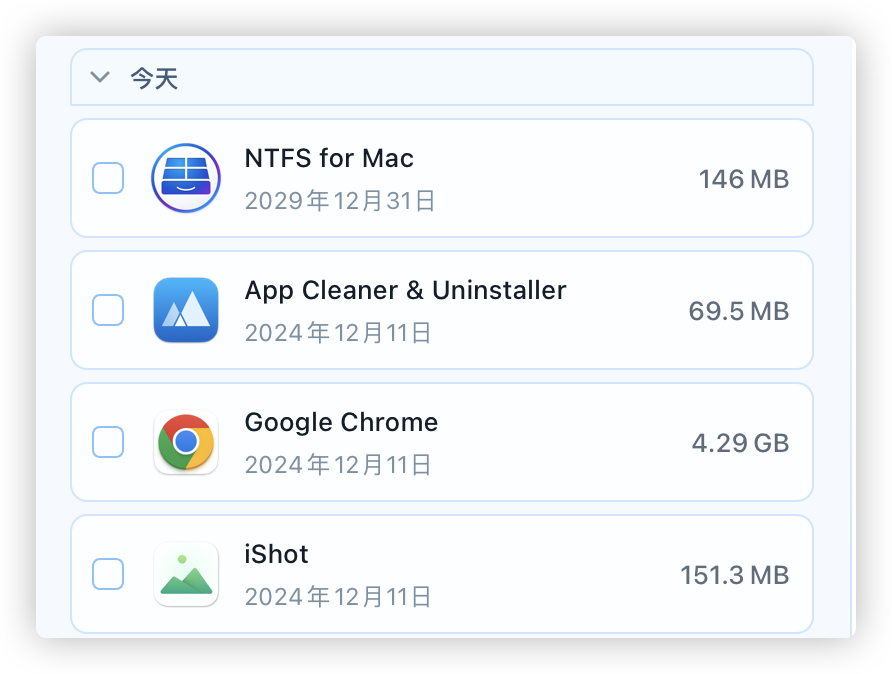 今天
NTFS for Mac
146 MB
2029年12月31日
App Cleaner & Uninstaller
69.5 MB
2024年12月11日
Google Chrome
4.29 GB
2024年12月11日
iShot
151.3 MB
2024年12月11日